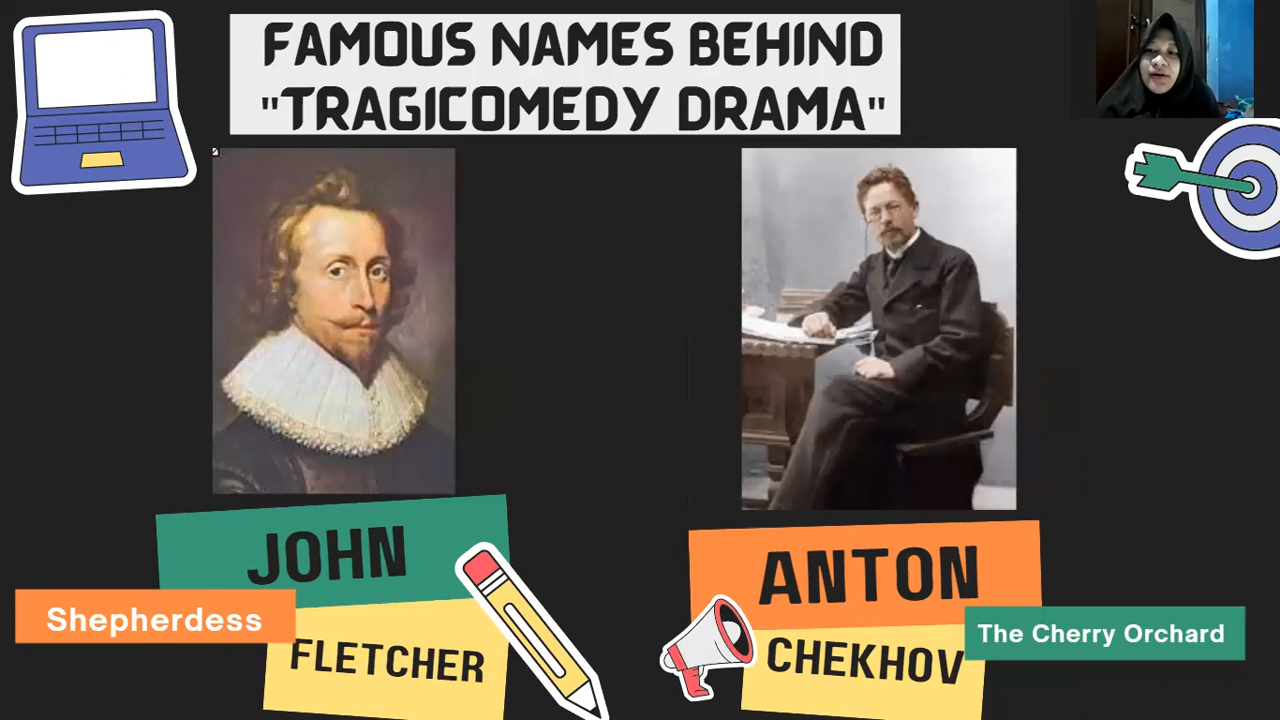 FAMOUS NAMES BEHIND
"TRAGICOMEDY DRAMA"
JOHN
FLETCHER
Shepherdess
ANTON
CHEKHOV
The Cherry Orchard